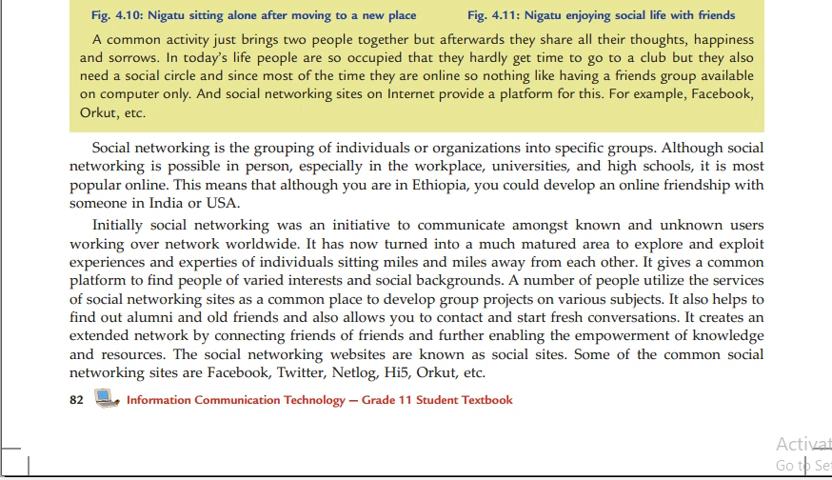 Fig. 4.10: Nigatu sitting alone after moving to a new place
Fig. 4.11: Nigatu enjoying social life with friends
A common activity just brings two people together but afterwards they share all their thoughts, happiness
and sorrows. In today's life people are so occupied that they hardly get time to go to a club but they also
need a social circle and since most of the time they are online so nothing like having a friends group available
on computer only. And social networking sites on Internet provide a platform for this. For example, Facebook,
Orkut, etc.
Social networking is the grouping of individuals or organizations into specific groups. Although social
networking is possible in person, especially in the workplace, universities, and high schools, it is most
popular online. This means that although you are in Ethiopia, you could develop an online friendship with
someone in India or USA.
Initially social networking was an initiative to communicate amongst known and unknown users
working over network worldwide. It has now turned into a much matured area to explore and exploit
experiences and experties of individuals sitting miles and miles away from each other. It gives a common
platform to find people of varied interests and social backgrounds. A number of people utilize the services
of social networking sites as a common place to develop group projects on various subjects. It also helps to
find out alumni and old friends and also allows you to contact and start fresh conversations. It creates an
extended network by connecting friends of friends and further enabling the empowerment of knowledge
and resources. The social networking websites are known as social sites. Some of the common social
networking sites are Facebook, Twitter, Netlog, Hi5, Orkut, etc.
82 Information Communication Technology – Grade 11 Student Textbook
Activat
Go to Set